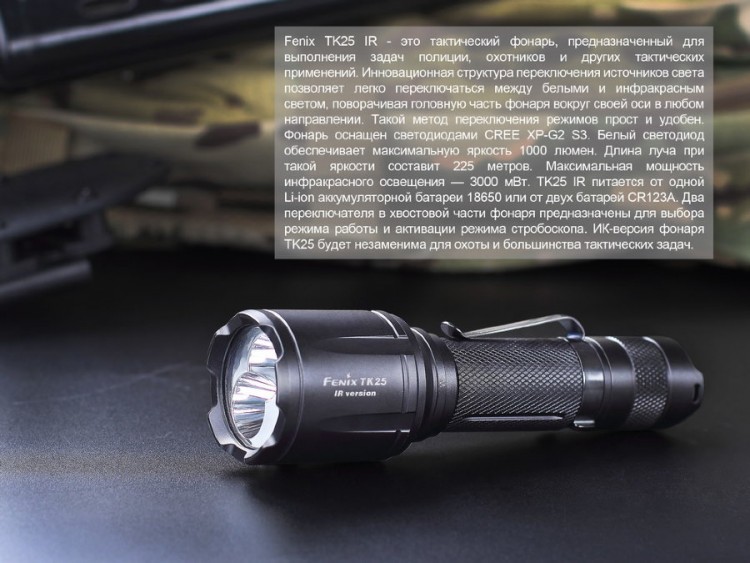 Fenix TK25 IR - это тактический фонарь, предназначенный для
выполнения задач полиции, охотников и других тактических
применений. Инновационная структура переключения источников света
позволяет легко переключаться между белыми и инфракрасным
светом, поворачивая головную часть фонаря вокруг своей оси в любом
направлении. Такой метод переключения режимов прост и удобен.
Фонарь оснащен светодиодами CREE XP-G2 S3. Белый светодиод
обеспечивает максимальную яркость 1000 люмен. Длина луча при
такой яркости составит 225 метров. Максимальная мощность
инфракрасного освещения — 3000 мВт. TK25 IR питается от одной
Li-ion аккумуляторной батареи 18650 или от двух батарей CR123A. Два
переключателя в хвостовой части фонаря предназначены для выбора
режима работы и активации режима стробоскопа. ИК-версия фонаря
TK25 будет незаменима для охоты и большинства тактических задач.
FENIX TK25
IR version